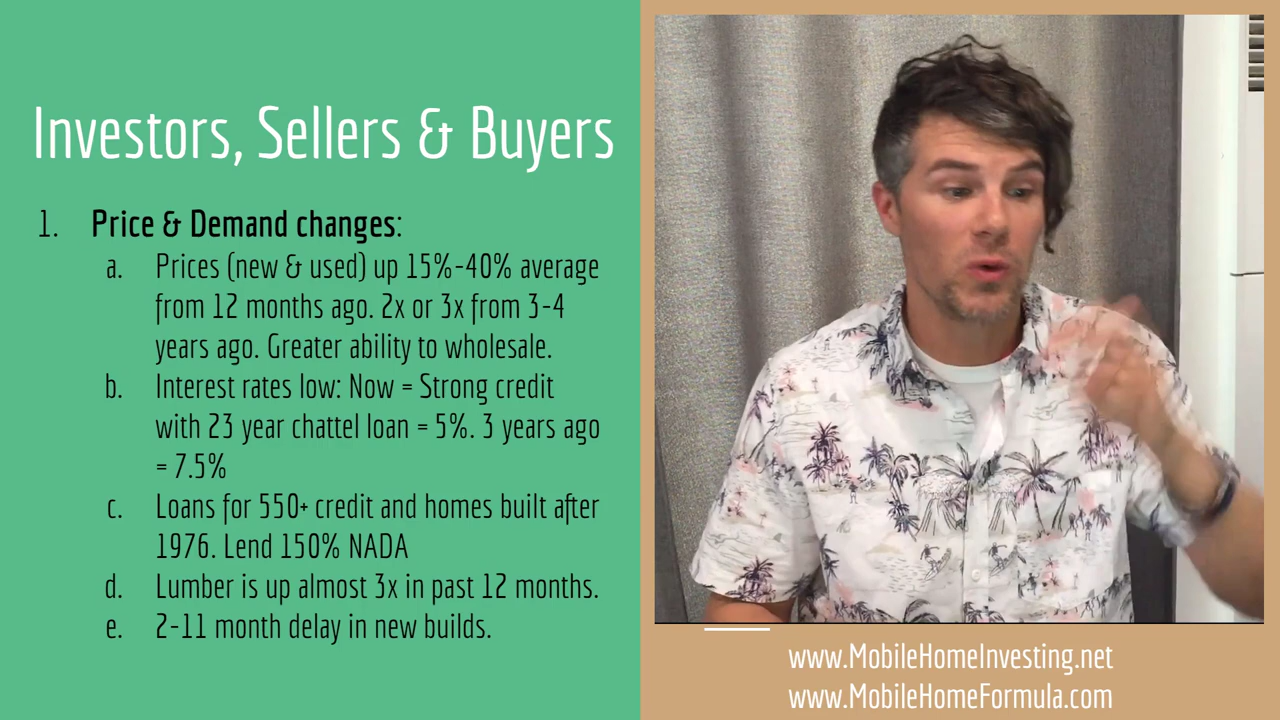 Investors, Sellers & Buyers
1. Price & Demand changes:
a. Prices (new & used) up 15%-40% average
from 12 months ago. 2x or 3x from 3-4
years ago. Greater ability to wholesale.
b. Interest rates low: Now = Strong credit
with 23 year chattel loan = 5%. 3 years ago
= 7.5%
c. Loans for 550+ credit and homes built after
1976. Lend 150% NADA
d. Lumber is up almost 3x in past 12 months.
e. 2-11 month delay in new builds.
www.MobileHomeInvesting.net
www.MobileHomeFormula.com